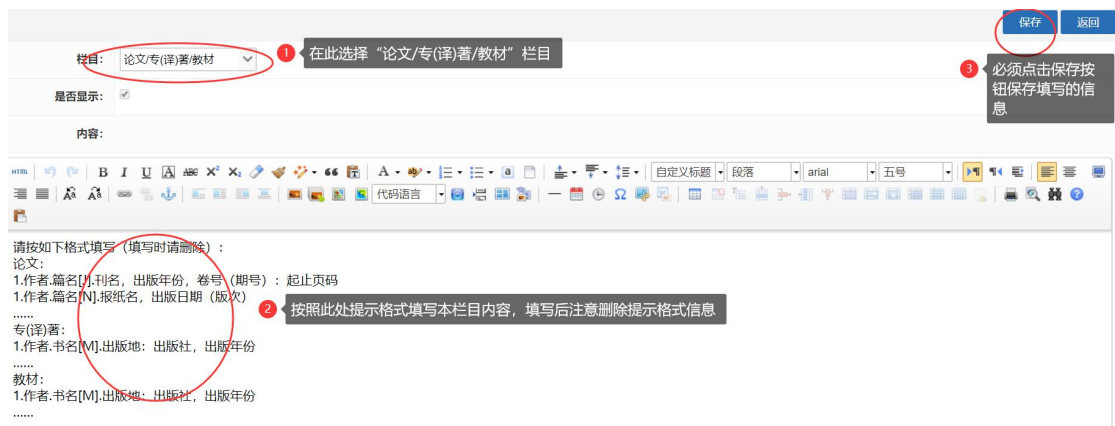 保存 返回
栏目： 论文/专(译)著/教材
1 在此选择“论文/专(译)著/教材”栏目
3 必须点击保存按
钮保存填写的信
息
是否显示：
内容：
HTML B I U A ABC X² X₂ 66 A 自定义标题 段落 arial 五号
代码语言
请按如下格式填写（填写时请删除）：
论文：
1.作者.篇名[J].刊名，出版年份，卷号（期号）：起止页码
1.作者.篇名[N].报纸名，出版日期（版次）
......
2 按照此处提示格式填写本栏目内容，填写后注意删除提示格式信息
专(译)著：
1.作者.书名[M].出版地：出版社，出版年份
......
教材：
1.作者.书名[M].出版地：出版社，出版年份
......